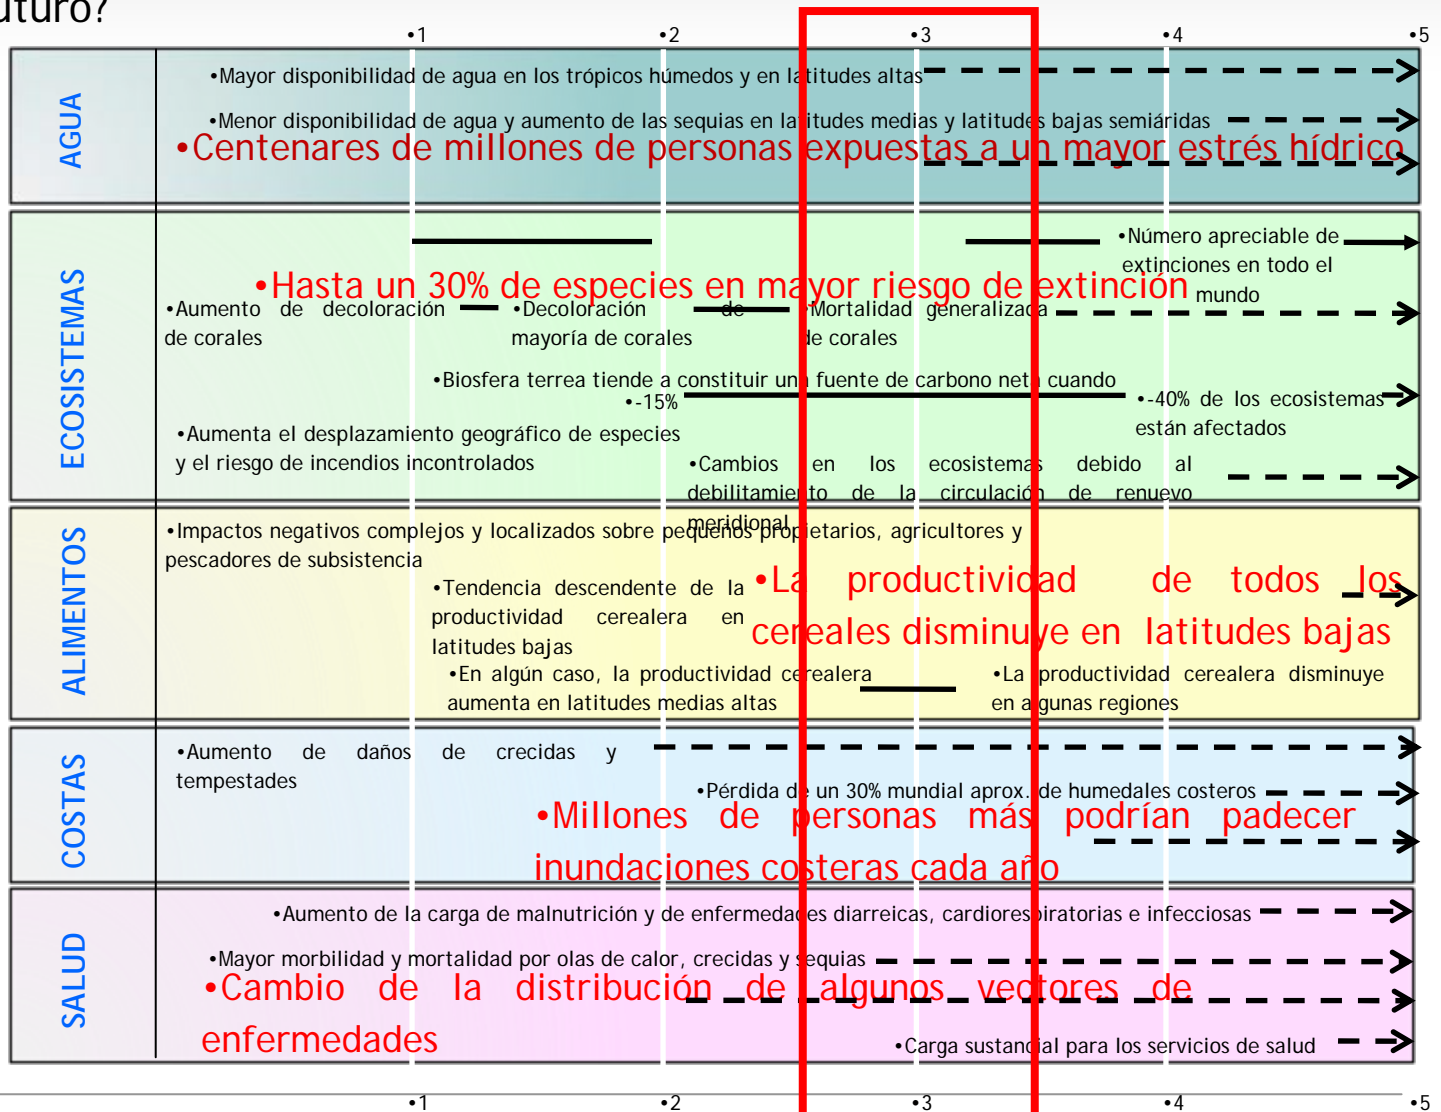 uturo?
•1 •2 •3 •4 •5
AGUA
•Mayor disponibilidad de agua en los trópicos húmedos y en latitudes altas
•Menor disponibilidad de agua y aumento de las sequias en latitudes medias y latitudes bajas semiáridas
•Centenares de millones de personas expuestas a un mayor estrés hídrico
ECOSISTEMAS
•Número apreciable de
extinciones en todo el
mundo
•Hasta un 30% de especies en mayor riesgo de extinción
•Aumento de decoloración
de corales
•Decoloración de
mayoría de corales
•Mortalidad generalizada
de corales
•Biosfera terrea tiende a constituir una fuente de carbono neta cuando
•-15%
•-40% de los ecosistemas
están afectados
•Aumenta el desplazamiento geográfico de especies
y el riesgo de incendios incontrolados
•Cambios en los ecosistemas debido al
debilitamiento de la circulación de renuevo
meridional
ALIMENTOS
•Impactos negativos complejos y localizados sobre pequeños propietarios, agricultores y
pescadores de subsistencia
•Tendencia descendente de la
productividad cerealera en
latitudes bajas
•La productividad de todos los
cereales disminuye en latitudes bajas
•En algún caso, la productividad cerealera
aumenta en latitudes medias altas
•La productividad cerealera disminuye
en algunas regiones
COSTAS
•Aumento de daños de crecidas y
tempestades
•Pérdida de un 30% mundial aprox. de humedales costeros
•Millones de personas más podrían padecer
inundaciones costeras cada año
SALUD
•Aumento de la carga de malnutrición y de enfermedades diarreicas, cardiorespiratorias e infecciosas
•Mayor morbilidad y mortalidad por olas de calor, crecidas y sequias
•Cambio de la distribución de algunos vectores de
enfermedades
•Carga sustancial para los servicios de salud
•1 •2 •3 •4 •5